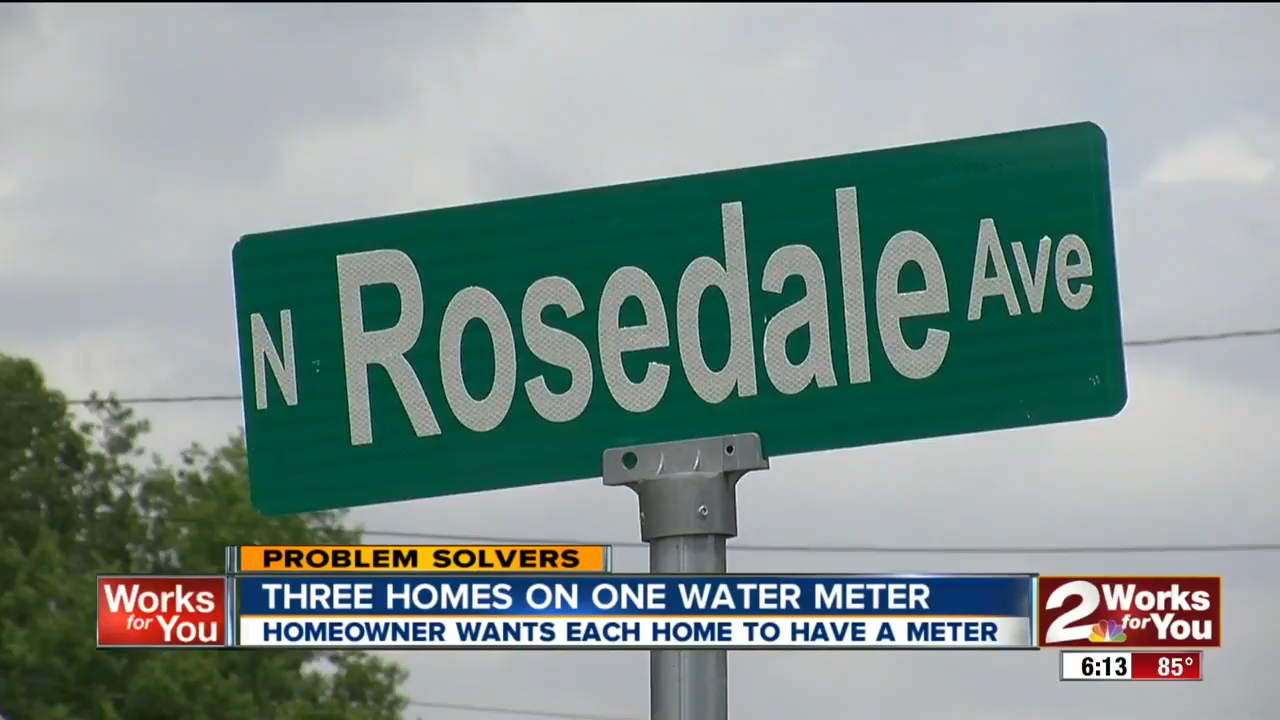 N Rosedale Ave
PROBLEM SOLVERS
Works
for You
THREE HOMES ON ONE WATER METER
HOMEOWNER WANTS EACH HOME TO HAVE A METER
2 Works
for You
6:13 85°